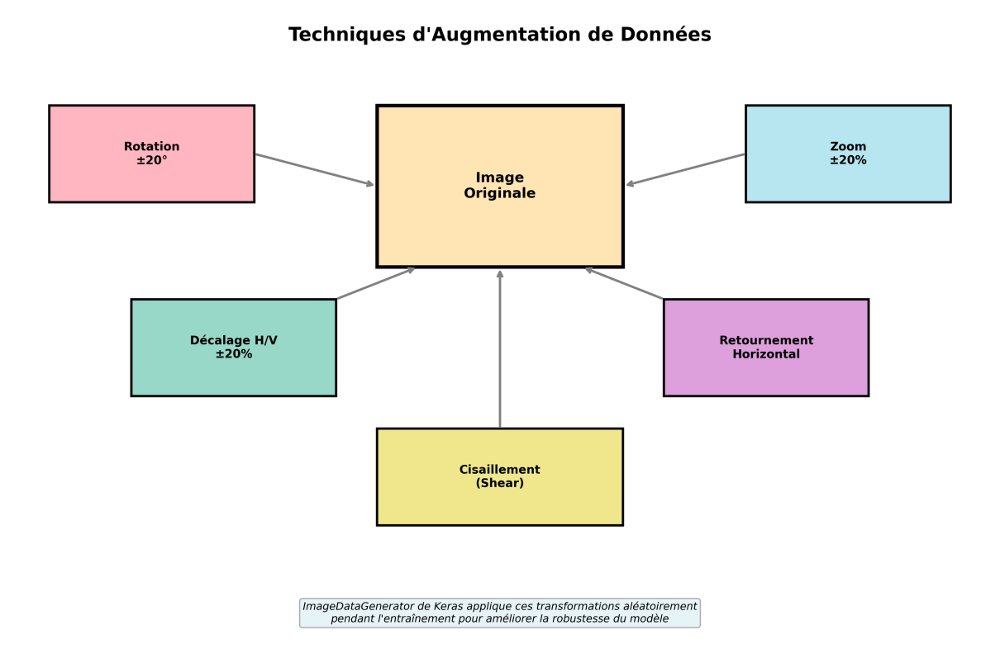 Techniques d'Augmentation de Données
Rotation
±20°
Image
Originale
Zoom
±20%
Décalage H/V
±20%
Retournement
Horizontal
Cisaillement
(Shear)
ImageDataGenerator de Keras applique ces transformations aléatoirement
pendant l'entraînement pour améliorer la robustesse du modèle